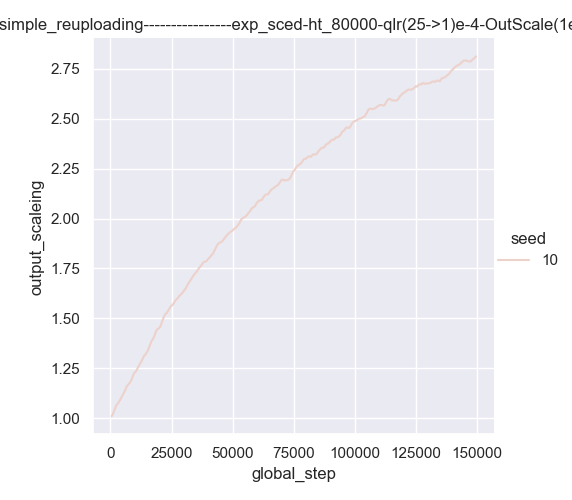 simple_reuploading----------------exp_sced-ht_80000-qlr(25->1)e-4-OutScale(1e
2.75
2.50
2.25
2.00
1.75
1.50
1.25
1.00
output_scaleing
0 25000 50000 75000 100000 125000 150000
global_step
seed
10